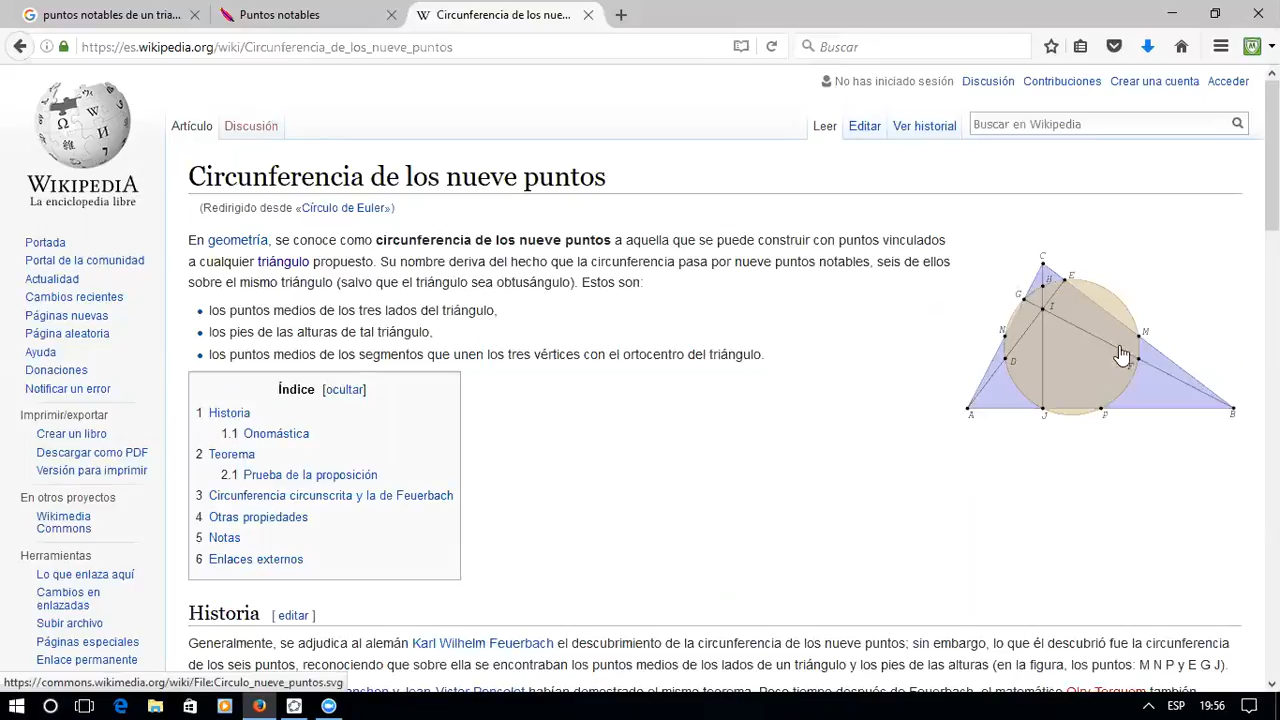 puntos notables de un tria...
Puntos notables
Circunferencia de los nue...
https://es.wikipedia.org/wiki/Circunferencia_de_los_nueve_puntos
Buscar
No has iniciado sesión Discusión Contribuciones Crear una cuenta Acceder
Artículo Discusión
Leer Editar Ver historial
Buscar en Wikipedia
WIKIPEDIA
La enciclopedia libre
Portada
Portal de la comunidad
Actualidad
Cambios recientes
Páginas nuevas
Página aleatoria
Ayuda
Donaciones
Notificar un error
Imprimir/exportar
Crear un libro
Descargar como PDF
Versión para imprimir
En otros proyectos
Wikimedia
Commons
Herramientas
Lo que enlaza aquí
Cambios en
enlazadas
Subir archivo
Páginas especiales
Enlace permanente
Circunferencia de los nueve puntos
(Redirigido desde «Círculo de Euler»)
En geometría, se conoce como circunferencia de los nueve puntos a aquella que se puede construir con puntos vinculados
a cualquier triángulo propuesto. Su nombre deriva del hecho que la circunferencia pasa por nueve puntos notables, seis de ellos
sobre el mismo triángulo (salvo que el triángulo sea obtusángulo). Estos son:
los puntos medios de los tres lados del triángulo,
los pies de las alturas de tal triángulo,
los puntos medios de los segmentos que unen los tres vértices con el ortocentro del triángulo.
C
H
E
G
I
N
M
D
F
A
J
P
B
Índice [ocultar]
1 Historia
1.1 Onomástica
2 Teorema
2.1 Prueba de la proposición
3 Circunferencia circunscrita y la de Feuerbach
4 Otras propiedades
5 Notas
6 Enlaces externos
Historia [ editar ]
Generalmente, se adjudica al alemán Karl Wilhelm Feuerbach el descubrimiento de la circunferencia de los nueve puntos; sin embargo, lo que él descubrió fue la circunferencia
de los seis puntos, reconociendo que sobre ella se encontraban los puntos medios de los lados de un triángulo y los pies de las alturas (en la figura, los puntos: M N P y E G J).
https://commons.wikimedia.org/wiki/File:Circulo_nueve_puntos.svg
ESP 19:56